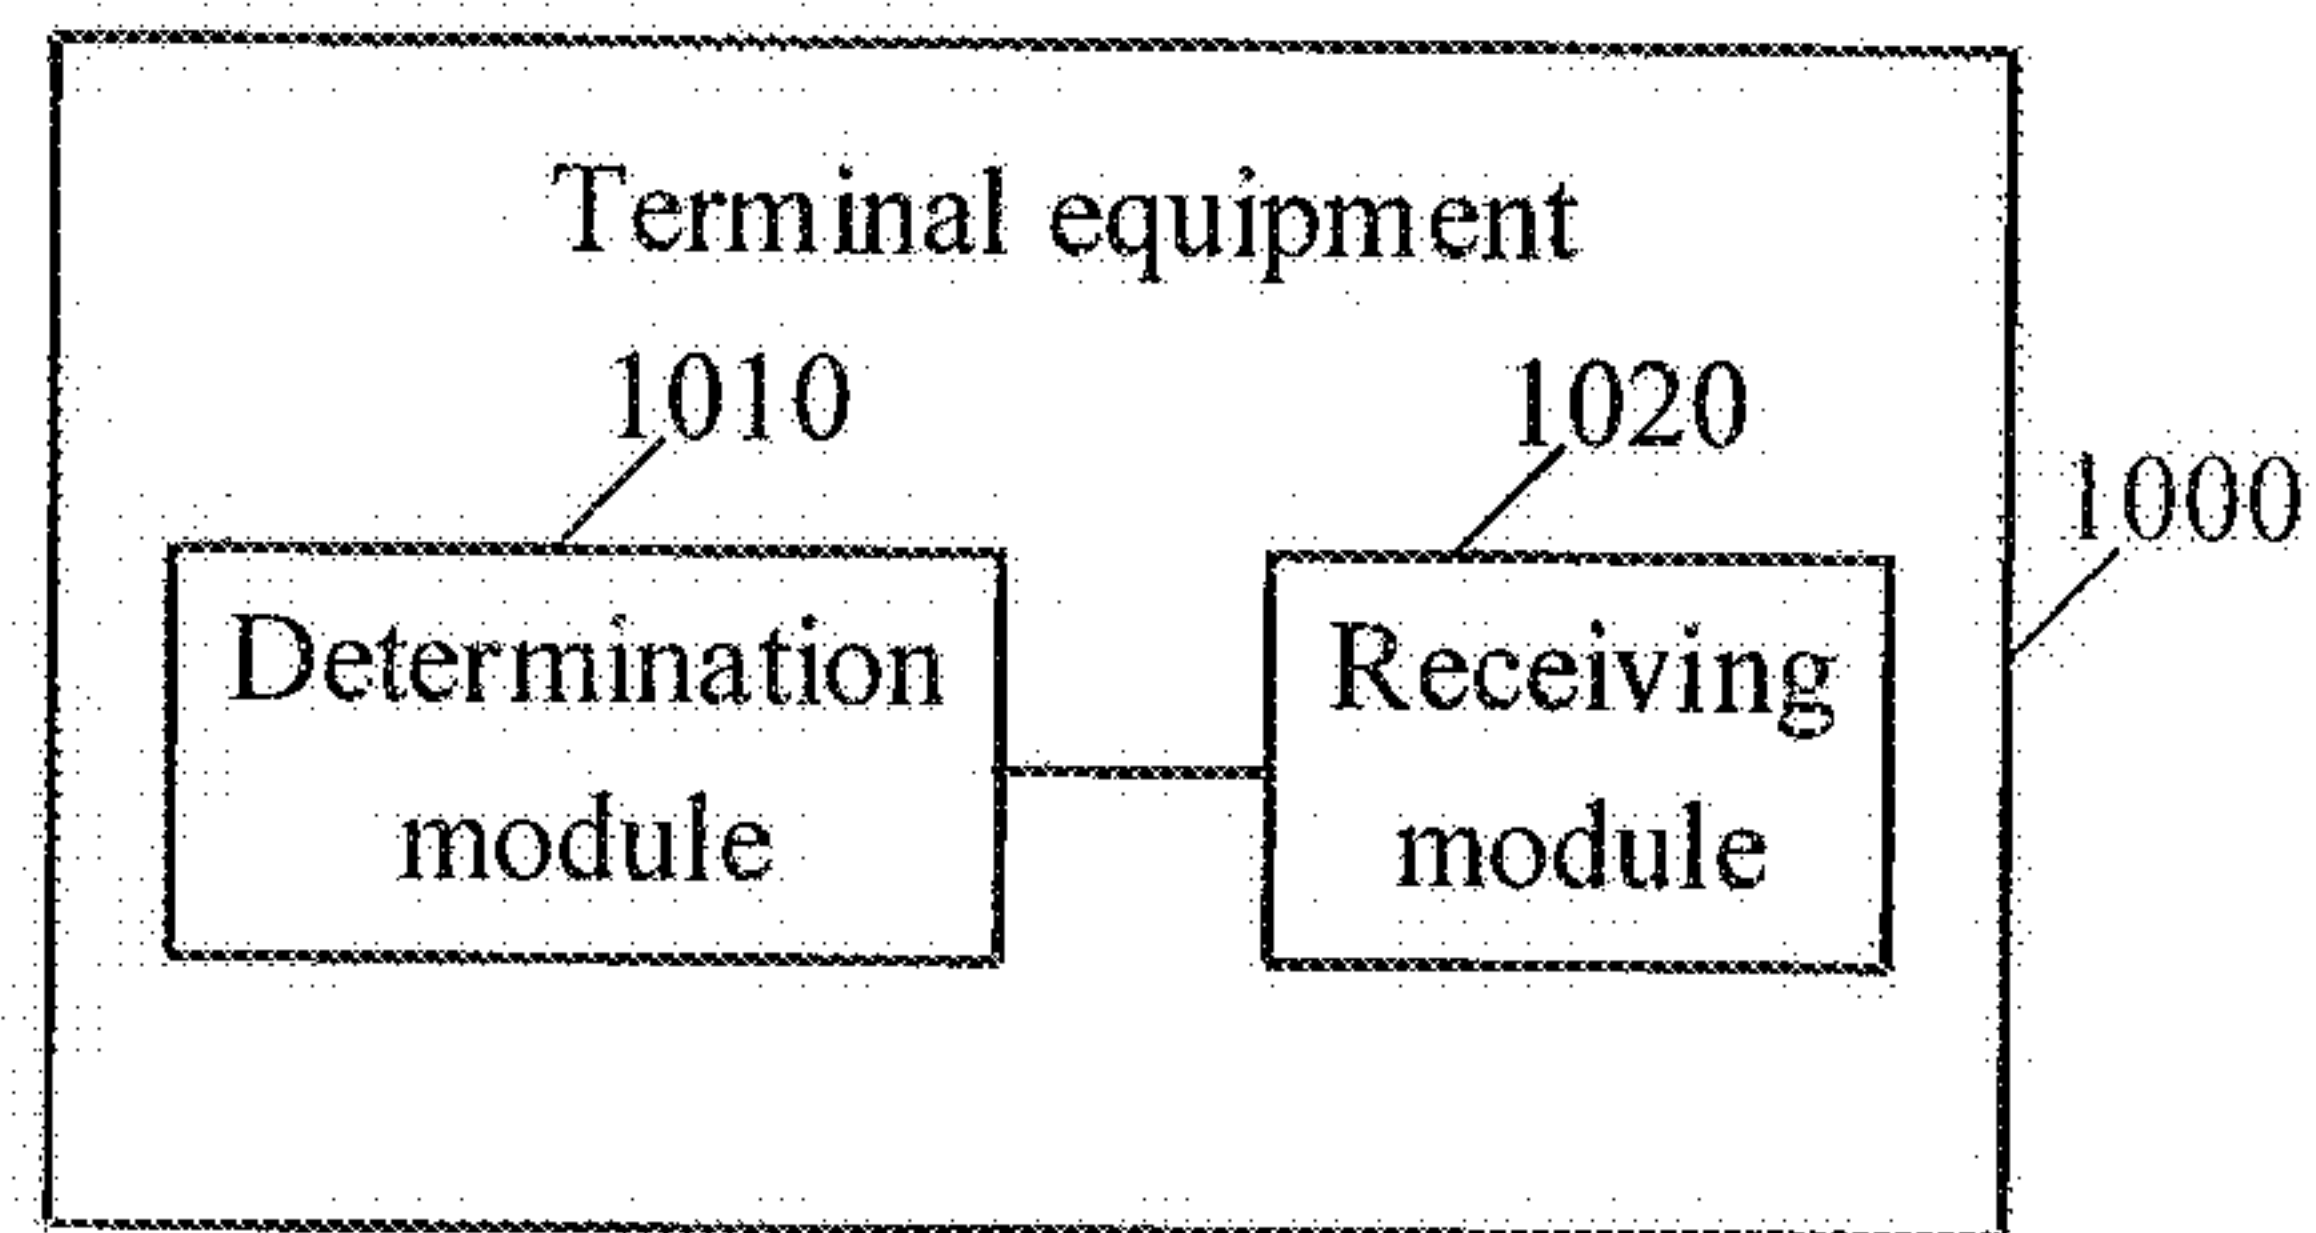 Terminal equipment
1010
1020
1000
Determination
module
Receiving
module